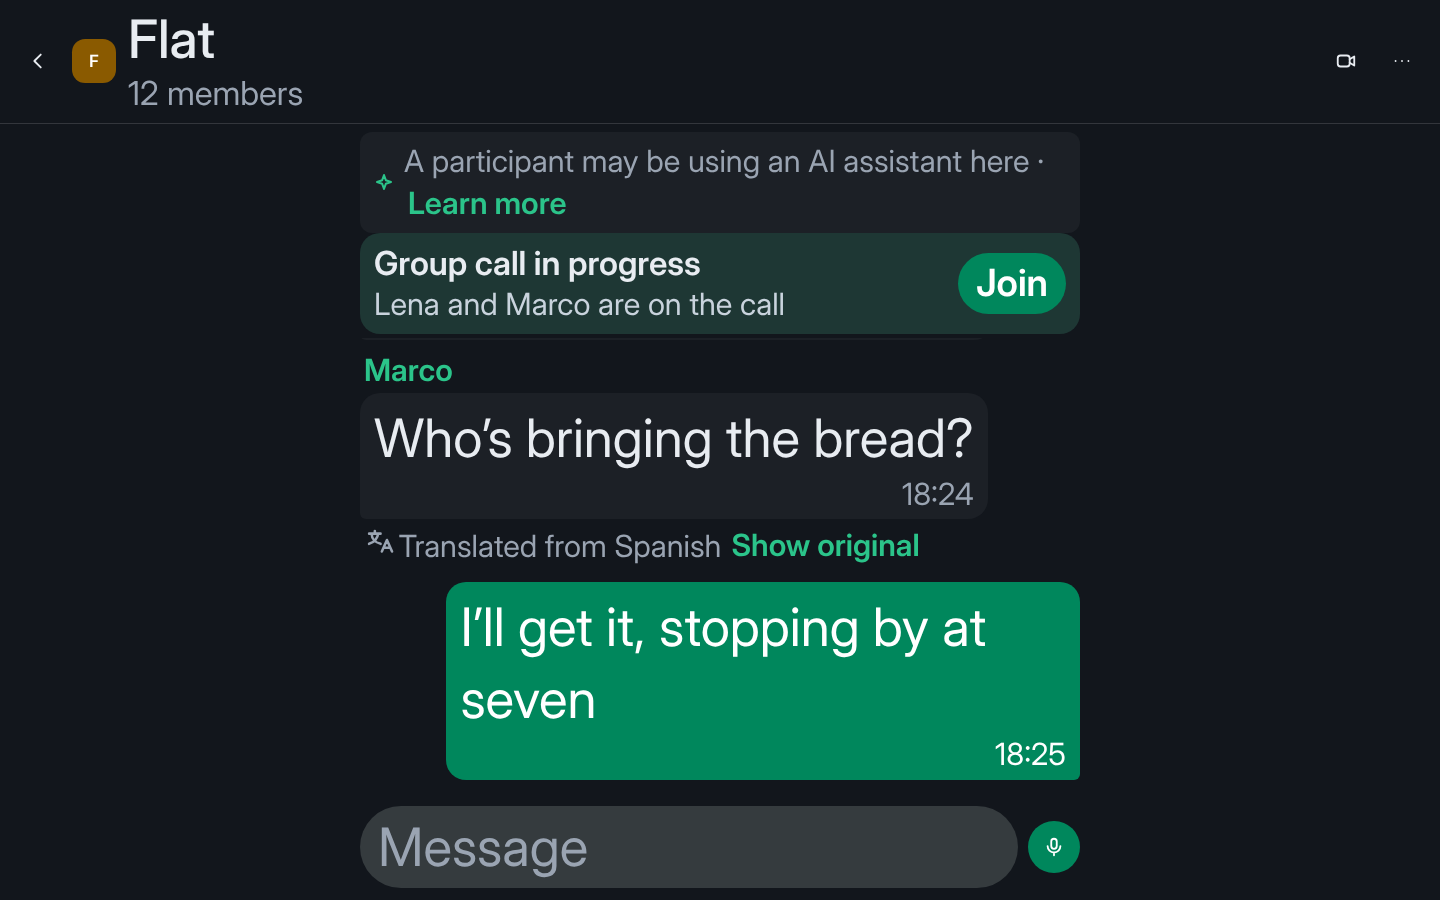 F
Flat
12 members
A participant may be using an AI assistant here ·
Learn more
Group call in progress
Lena and Marco are on the call
Join
Marco
Who’s bringing the bread?
18:24
Translated from Spanish Show original
I’ll get it, stopping by at
seven
18:25
Message